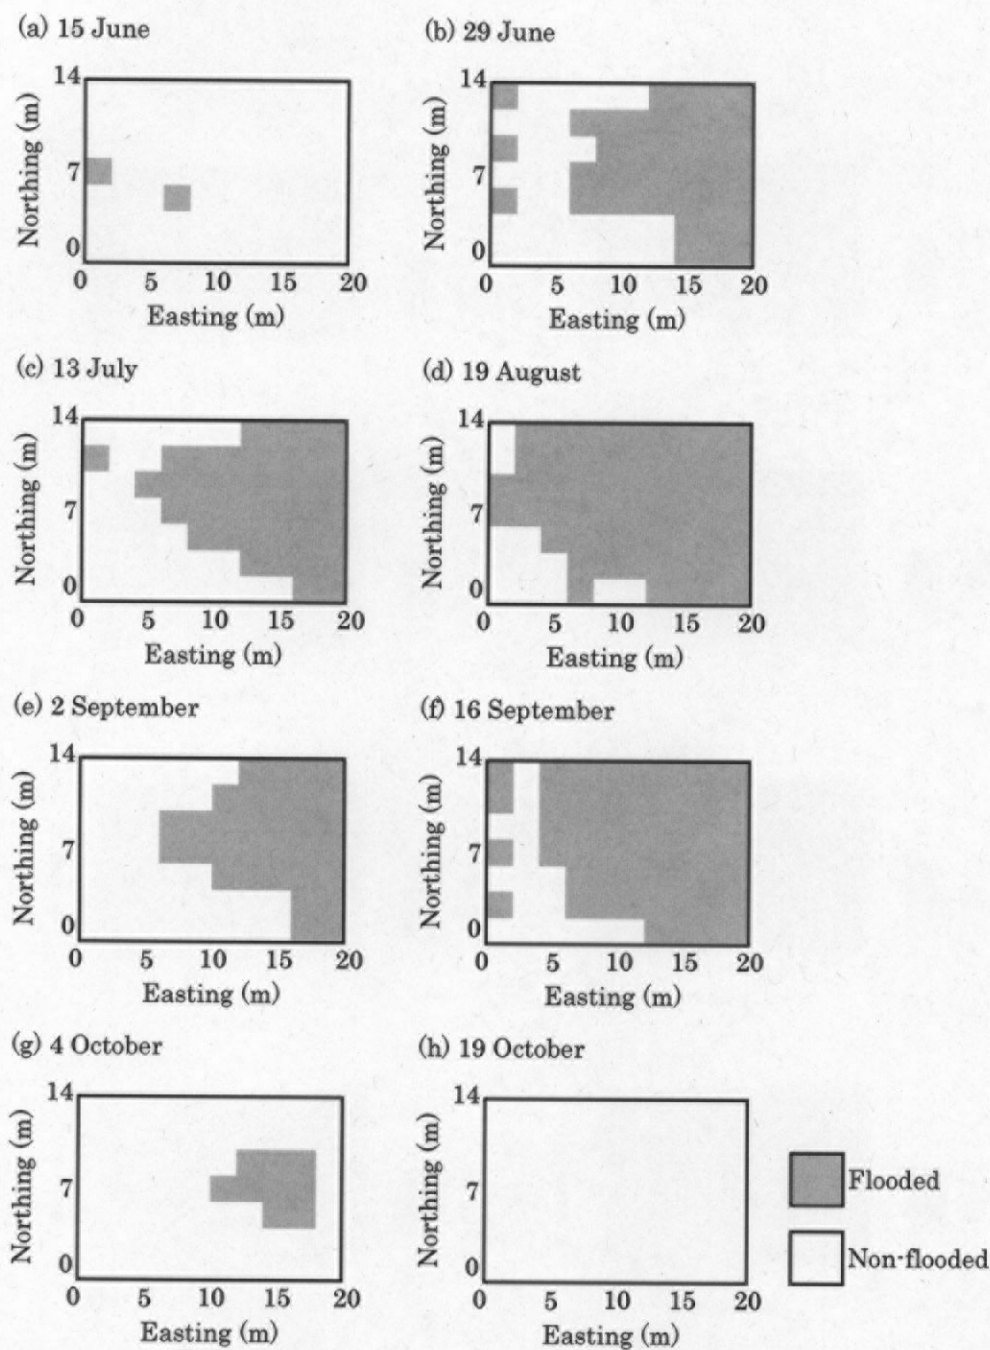 (a) 15 June
(b) 29 June
14
7
0
Northing (m)
0 5 10 15 20
Easting (m)
14
7
0
Northing (m)
0 5 10 15 20
Easting (m)
(c) 13 July
(d) 19 August
14
7
0
Northing (m)
0 5 10 15 20
Easting (m)
14
7
0
Northing (m)
0 5 10 15 20
Easting (m)
(e) 2 September
(f) 16 September
14
7
0
Northing (m)
0 5 10 15 20
Easting (m)
14
7
0
Northing (m)
0 5 10 15 20
Easting (m)
(g) 4 October
(h) 19 October
14
7
0
Northing (m)
0 5 10 15 20
Easting (m)
14
7
0
Northing (m)
0 5 10 15 20
Easting (m)
Flooded
Non-flooded